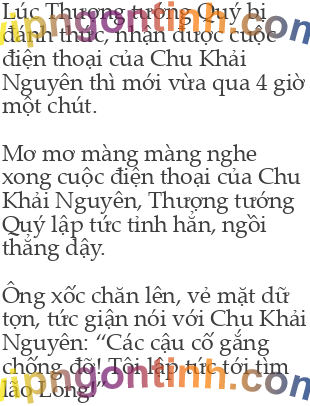 Lúc Thượng tướng Quý bị
đánh thức, nhận được cuộc
điện thoại của Chu Khải
Nguyên thì mới vừa qua 4 giờ
một chút.
Mơ mơ màng màng nghe
xong cuộc điện thoại của Chu
Khải Nguyên, Thượng tướng
Quý lập tức tỉnh hẳn, ngồi
thẳng dậy.
Ông xốc chăn lên, vẻ mặt dữ
tợn, tức giận nói với Chu Khải
Nguyên: “Các cậu cố gắng
chống đỡ! Tôi lập tức tới tìm
lão Long!”